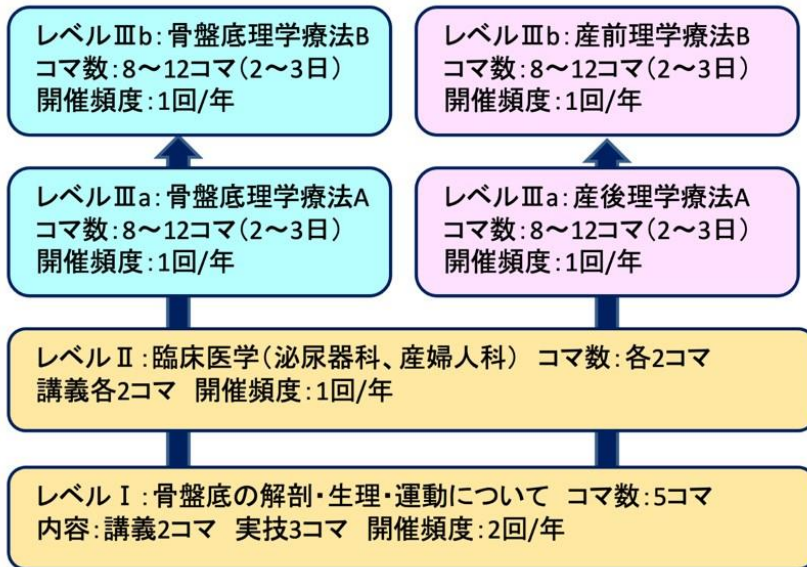 レベルⅢb:骨盤底理学療法B
コマ数:8〜12コマ(2〜3日)
開催頻度:1回/年
レベルⅢb:産前理学療法B
コマ数:8〜12コマ(2〜3日)
開催頻度:1回/年
レベルⅢa:骨盤底理学療法A
コマ数:8〜12コマ(2〜3日)
開催頻度:1回/年
レベルⅢa:産後理学療法A
コマ数:8〜12コマ(2〜3日)
開催頻度:1回/年
レベルⅡ:臨床医学(泌尿器科、産婦人科) コマ数:各2コマ
講義各2コマ 開催頻度:1回/年
レベルⅠ:骨盤底の解剖・生理・運動について コマ数:5コマ
内容:講義2コマ 実技3コマ 開催頻度:2回/年